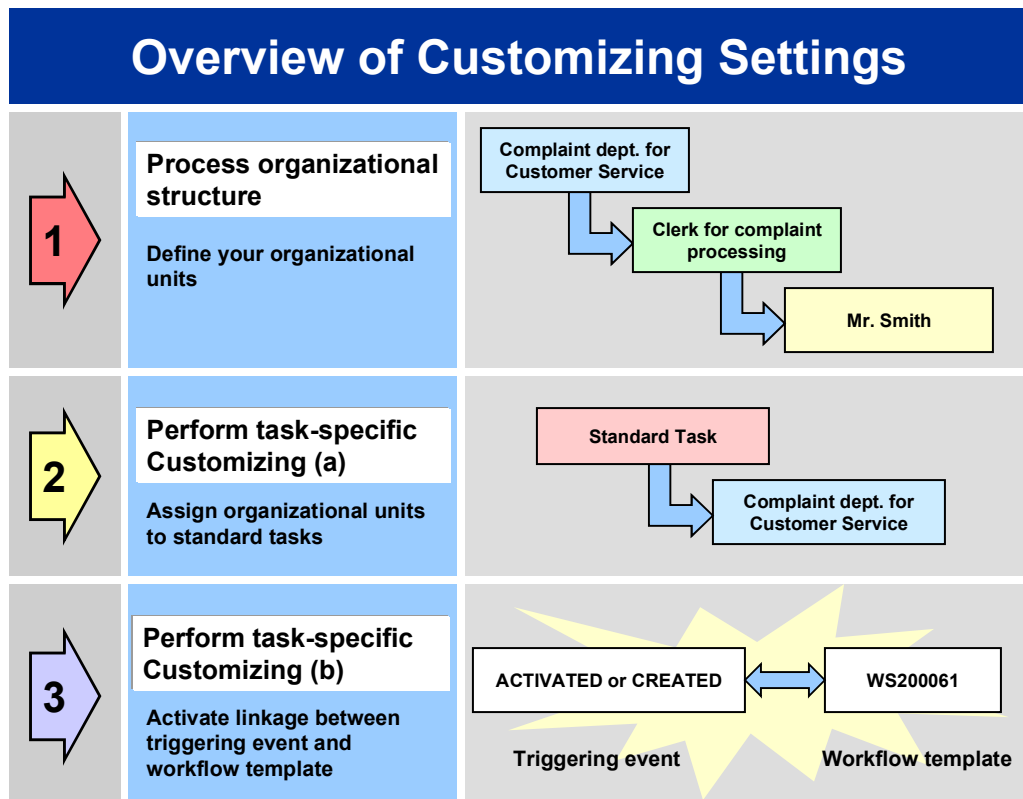 Overview of Customizing Settings
1
Process organizational
structure
Define your organizational
units
Complaint dept. for
Customer Service
Clerk for complaint
processing
Mr. Smith
2
Perform task-specific
Customizing (a)
Assign organizational units
to standard tasks
Standard Task
Complaint dept. for
Customer Service
3
Perform task-specific
Customizing (b)
Activate linkage between
triggering event and
workflow template
ACTIVATED or CREATED
WS200061
Triggering event
Workflow template